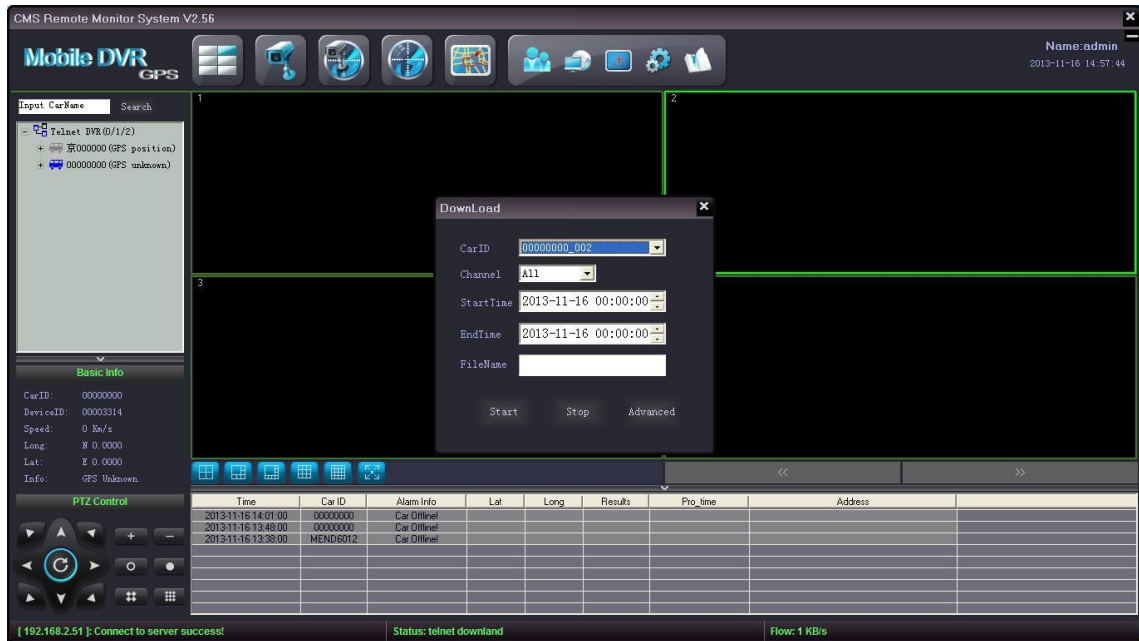 CMS Remote Monitor System V2.56
Mobile DVR
GPS
Name:admin
2013-11-16 14:57:44
Input CarName Search
Telnet DVR(0/1/2)
京000000(GPS position)
00000000(GPS unknown)
1
2
3
DownLoad
CarID 00000000_002
Channel All
StartTime 2013-11-16 00:00:00
EndTime 2013-11-16 00:00:00
FileName
Start Stop Advanced
Basic Info
CarID: 00000000
DeviceID: 00003314
Speed: 0 Km/s
Long: N 0.0000
Lat: E 0.0000
Info: GPS Unknown.
PTZ Control
<< >>
Time Car ID Alarm Info Lat Long Results Pro_time Address
2013-11-16 14:01:00 00000000 Car Offline!
2013-11-16 13:48:00 00000000 Car Offline!
2013-11-16 13:38:00 MEND6012 Car Offline!
[ 192.168.2.51 ]: Connect to server success! Status: telnet downland Flow: 1 KB/s